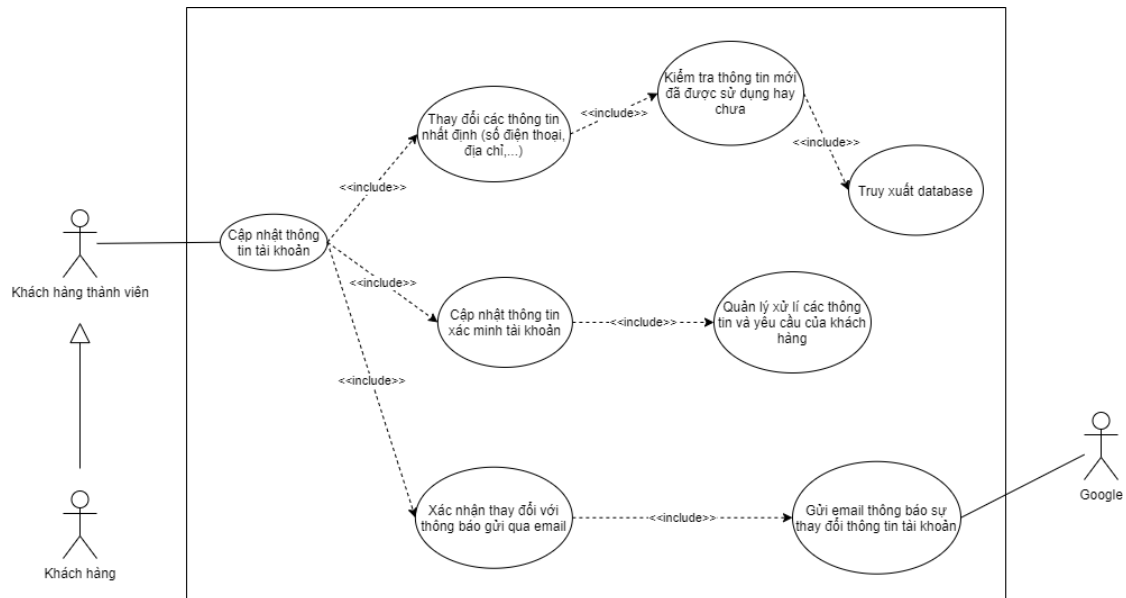 Kiểm tra thông tin mới
đã được sử dụng hay
chưa
<<include>>
Thay đổi các thông tin
nhất định (số điện thoại,
địa chỉ,...)
<<include>>
<<include>>
Truy xuất database
Cập nhật thông
tin tài khoản
Khách hàng thành viên
<<include>>
Cập nhật thông tin
xác minh tài khoản
<<include>>
Quản lý xử lí các thông
tin và yêu cầu của khách
hàng
<<include>>
Google
Xác nhận thay đổi với
thông báo gửi qua email
<<include>>
Gửi email thông báo sự
thay đổi thông tin tài khoản
Khách hàng